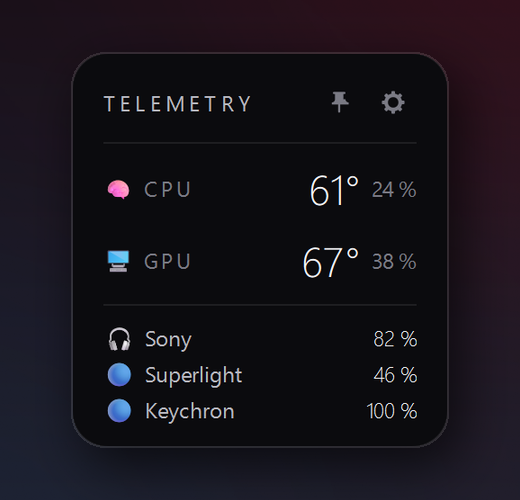 TELEMETRY
CPU 61° 24 %
GPU 67° 38 %
Sony 82 %
Superlight 46 %
Keychron 100 %